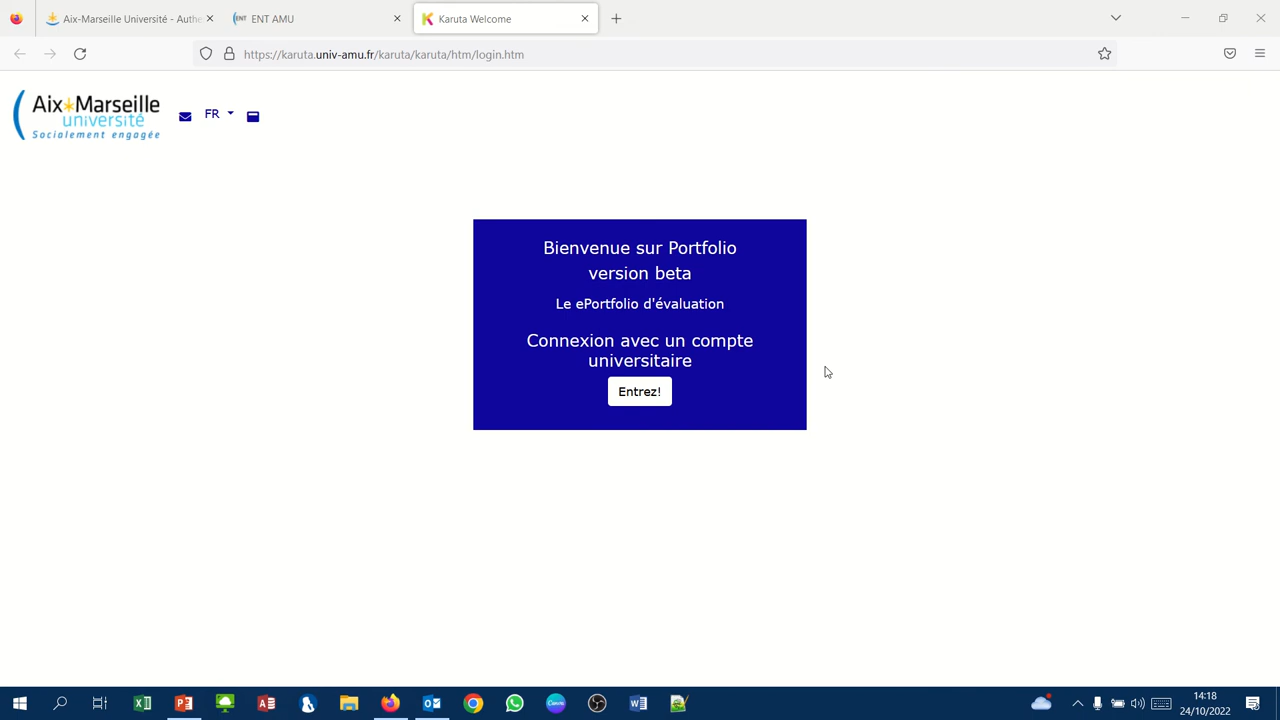 Aix-Marseille Université - Authe
ENT AMU
Karuta Welcome
https://karuta.univ-amu.fr/karuta/karuta/htm/login.htm
Aix*Marseille
université
Socialement engagée
FR
Bienvenue sur Portfolio
version beta
Le ePortfolio d'évaluation
Connexion avec un compte
universitaire
Entrez!
14:18
24/10/2022